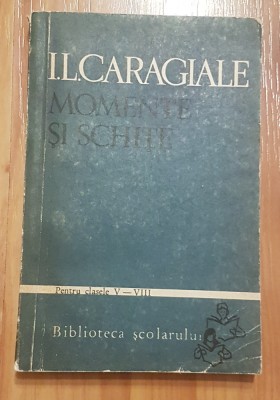 I.L.CARAGIALE
MOMENTE
ȘI SCHIȚE
Pentru clasele V—VIII
Biblioteca școlarului